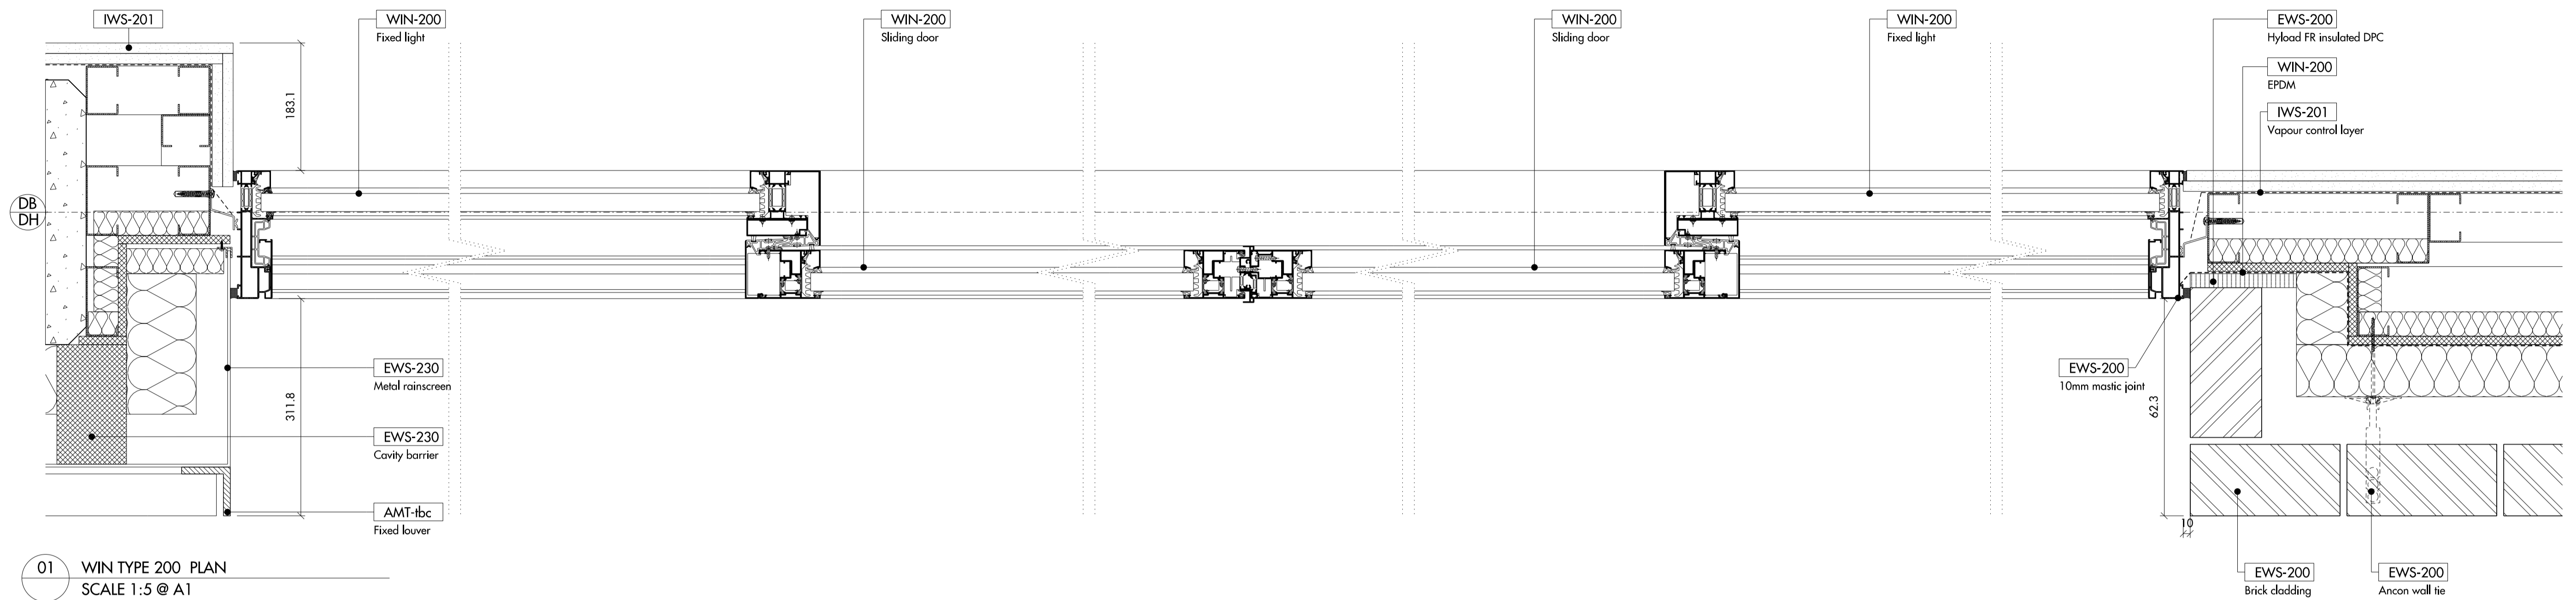 IWS-201
WIN-200
Fixed light
WIN-200
Sliding door
WIN-200
Sliding door
WIN-200
Fixed light
EWS-200
Hyload FR insulated DPC
WIN-200
EPDM
IWS-201
Vapour control layer
183.1
DB
DH
EWS-230
Metal rainscreen
311.8
EWS-230
Cavity barrier
AMT-tbc
Fixed louver
EWS-200
10mm mastic joint
62.3
10
EWS-200
Brick cladding
EWS-200
Ancon wall tie
01
WIN TYPE 200 PLAN
SCALE 1:5 @ A1